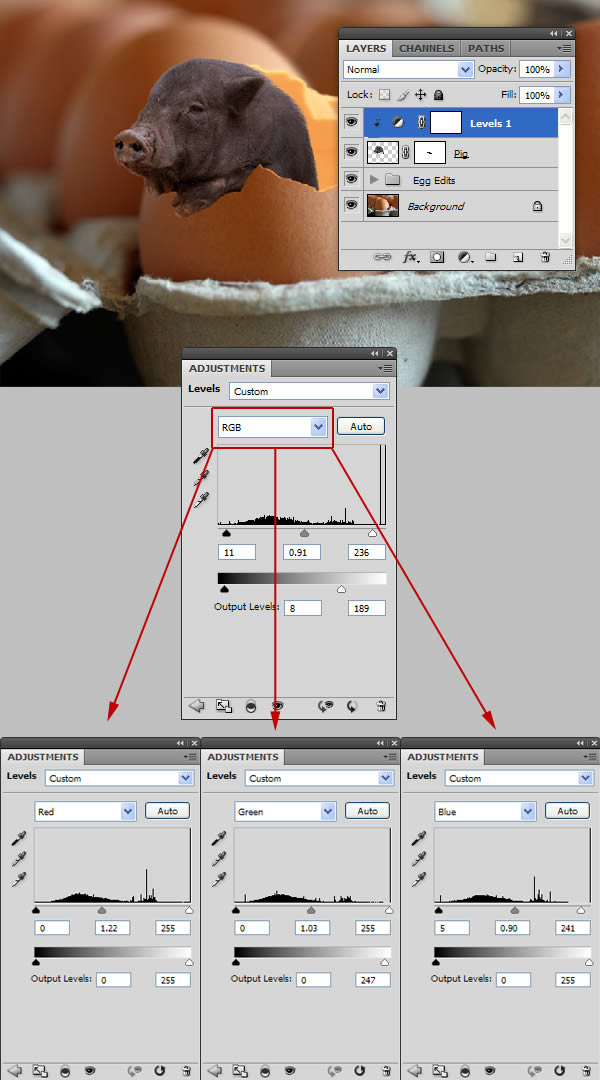 LAYERS CHANNELS PATHS
Normal Opacity: 100%
Lock: Fill: 100%
Levels 1
Pig
Egg Edits
Background
fx
ADJUSTMENTS
Levels Custom
RGB Auto
11 0.91 236
Output Levels: 8 189
ADJUSTMENTS
Levels Custom
Red Auto
0 1.22 255
Output Levels: 0 255
ADJUSTMENTS
Levels Custom
Green Auto
0 1.03 255
Output Levels: 0 247
ADJUSTMENTS
Levels Custom
Blue Auto
5 0.90 241
Output Levels: 0 255